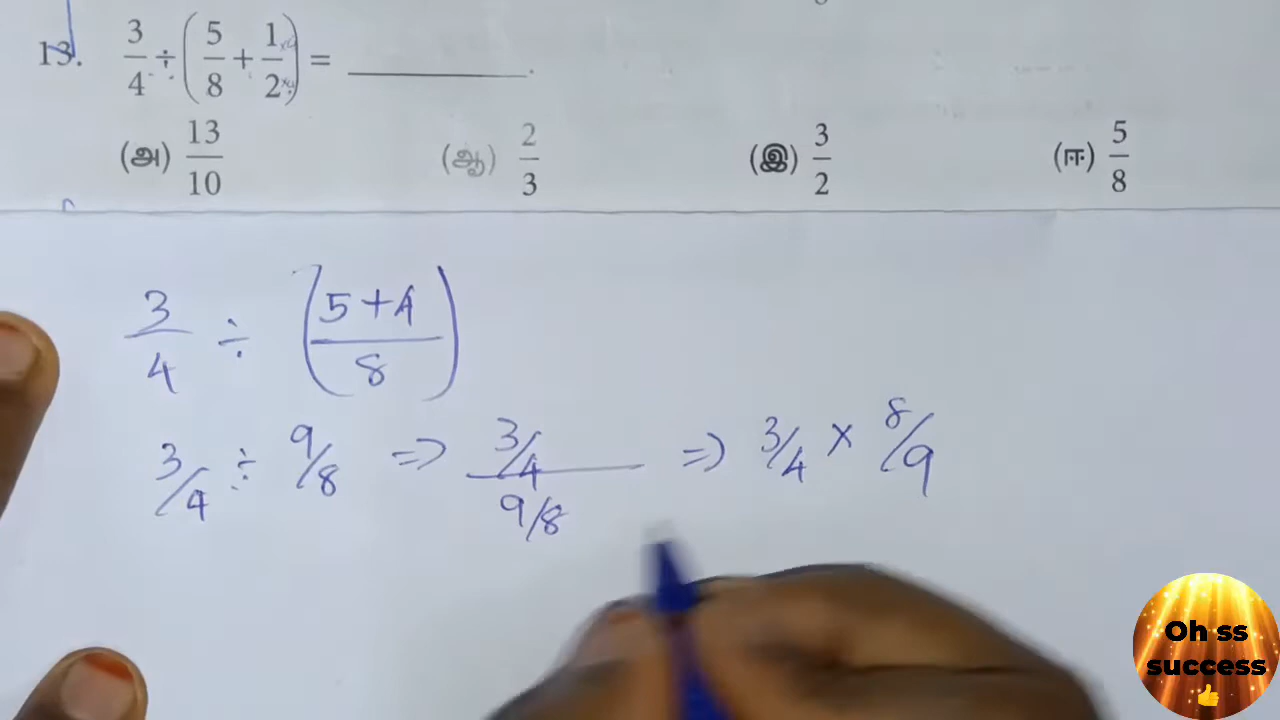 13. 3/4 ÷ (5/8 + 1/2) = ________.
(அ) 13/10 (ஆ) 2/3 (இ) 3/2 (ஈ) 5/8
3/4 ÷ (5+4/8)
3/4 ÷ 9/8 => 3/4 / 9/8 => 3/4 × 8/9
Oh ss
success